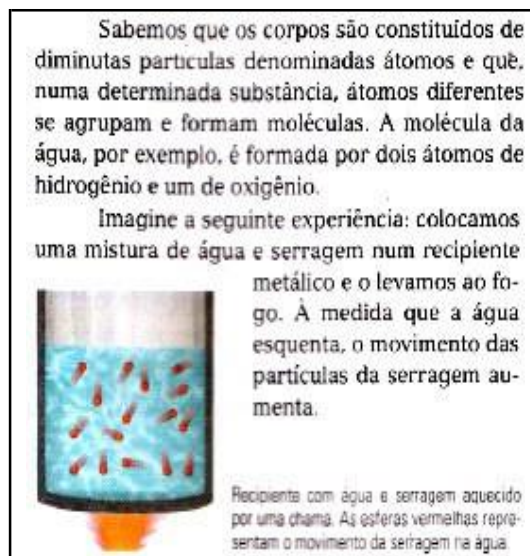 Sabemos que os corpos são constituídos de
diminutas partículas denominadas átomos e que,
numa determinada substância, átomos diferentes
se agrupam e formam moléculas. A molécula da
água, por exemplo, é formada por dois átomos de
hidrogênio e um de oxigênio.
Imagine a seguinte experiência: colocamos
uma mistura de água e serragem num recipiente
metálico e o levamos ao fo-
go. À medida que a água
esquenta, o movimento das
partículas da serragem au-
menta.
Recipiente com água e serragem aquecido
por uma chama. As esferas vermelhas repre-
sentam o movimento da serragem na água.